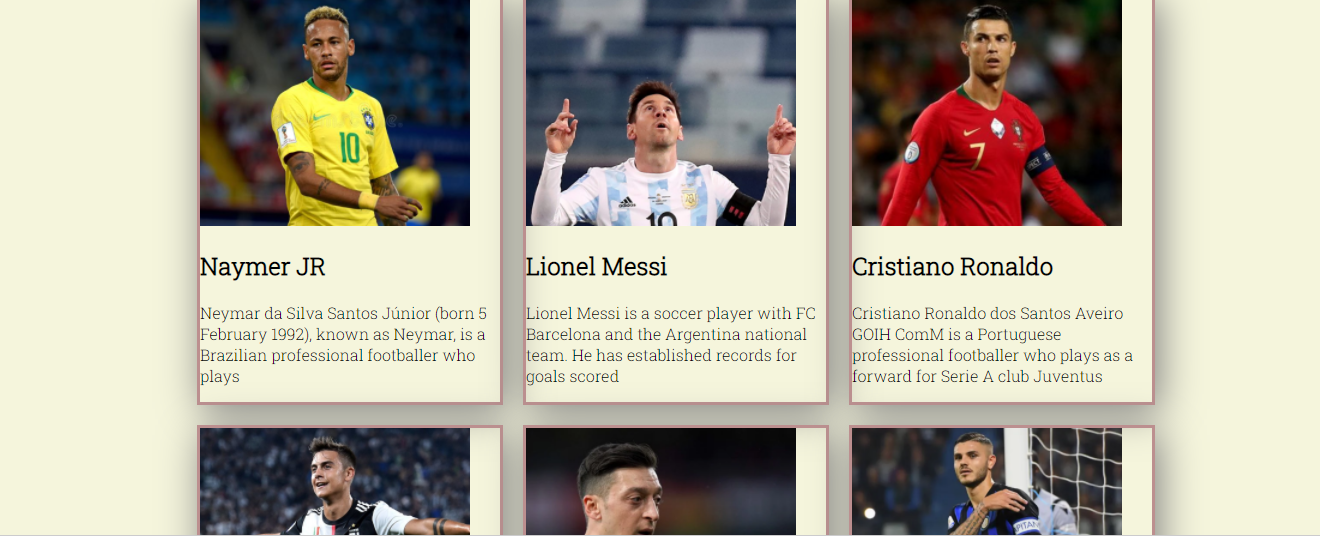 10
10
7
Naymer JR
Lionel Messi
Cristiano Ronaldo
Neymar da Silva Santos Júnior (born 5
February 1992), known as Neymar, is a
Brazilian professional footballer who
plays
Lionel Messi is a soccer player with FC
Barcelona and the Argentina national
team. He has established records for
goals scored
Cristiano Ronaldo dos Santos Aveiro
GOIH ComM is a Portuguese
professional footballer who plays as a
forward for Serie A club Juventus